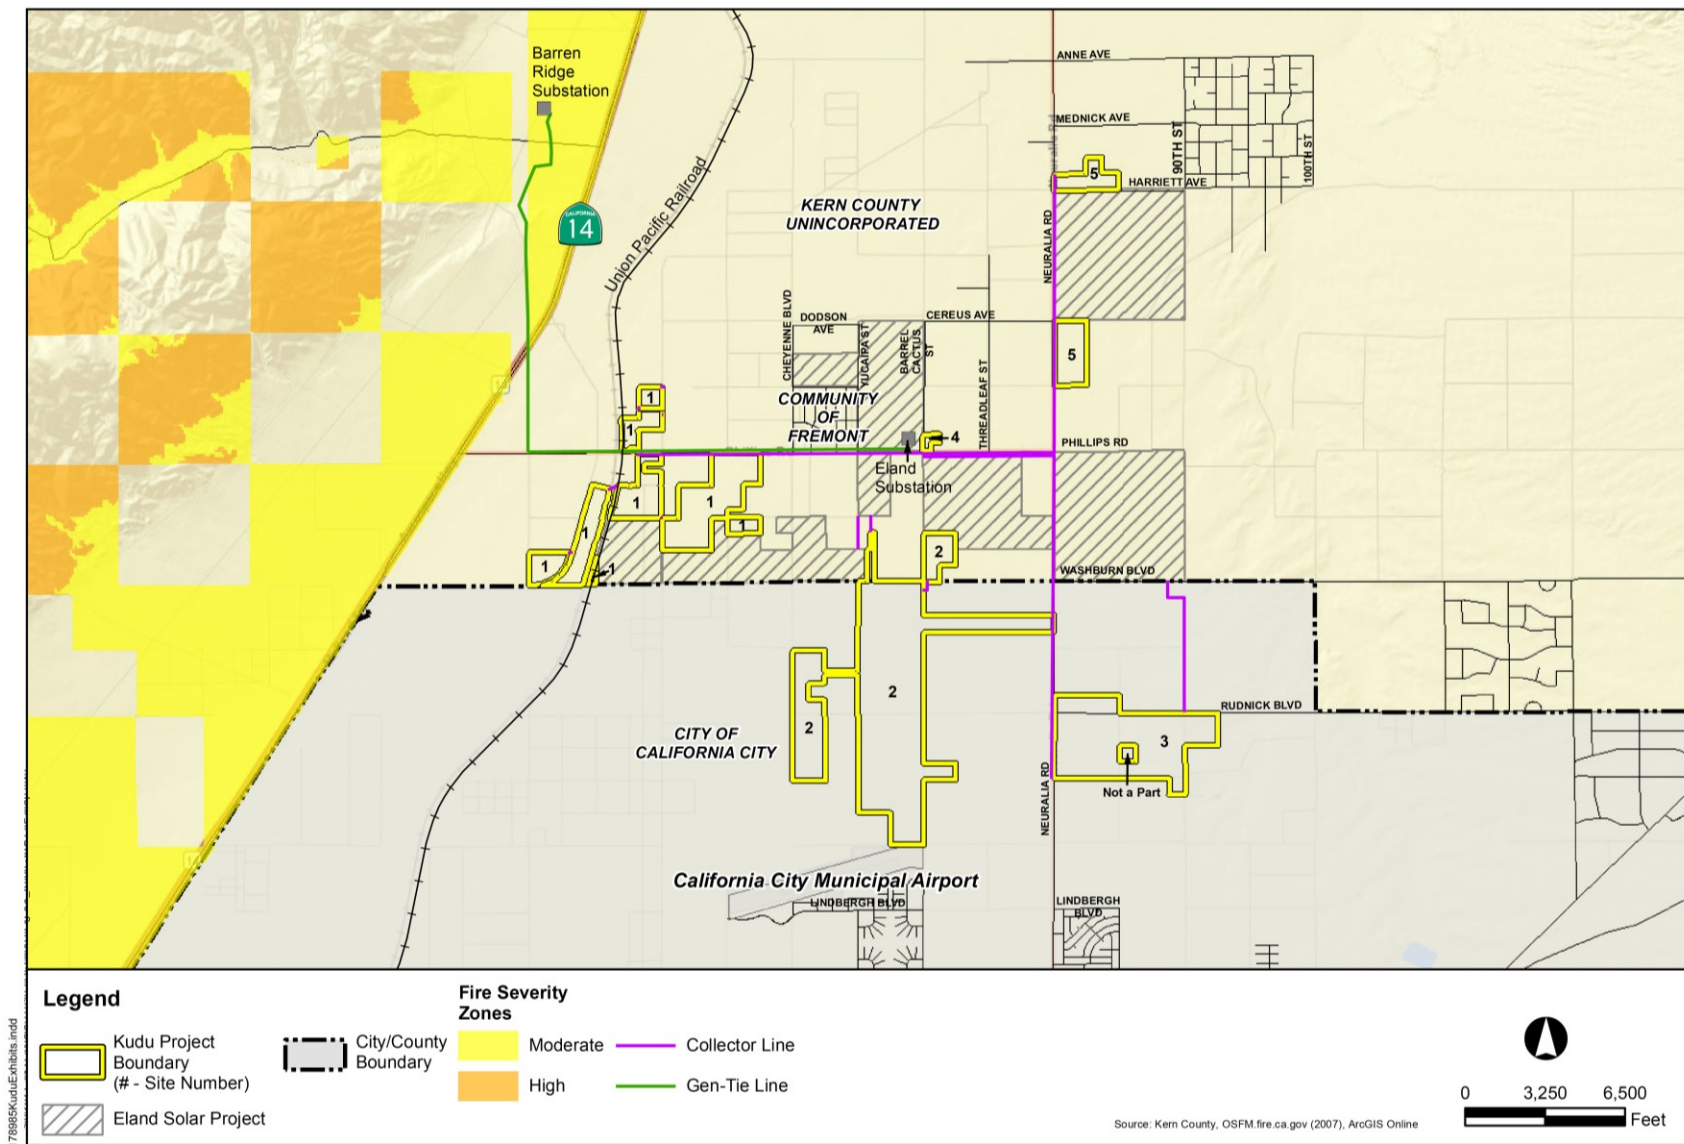 Barren
Ridge
Substation
CALIFORNIA
14
Union Pacific Railroad
KERN COUNTY
UNINCORPORATED
ANNE AVE
MEDNICK AVE
90TH ST
100TH ST
5
HARRIETT AVE
NEURALIA RD
CHEYENNE BLVD
DODSON
AVE
YUCAIPA ST
BARREL
CACTUS
ST
CEREUS AVE
THREADLEAF ST
5
14
COMMUNITY
OF
FREMONT
1
1
4
PHILLIPS RD
Eland
Substation
1
1
1
1
1
1
2
WASHBURN BLVD
2
2
CITY OF
CALIFORNIA CITY
RUDNICK BLVD
3
Not a Part
NEURALIA RD
California City Municipal Airport
LINDBERGH BLVD
LINDBERGH
BLVD
Legend
Kudu Project
Boundary
(# - Site Number)
Eland Solar Project
City/County
Boundary
Fire Severity
Zones
Moderate
High
Collector Line
Gen-Tie Line
0 3,250 6,500
Feet
Source: Kern County, OSFM.fire.ca.gov (2007), ArcGIS Online
178985KuduExhibits.indd